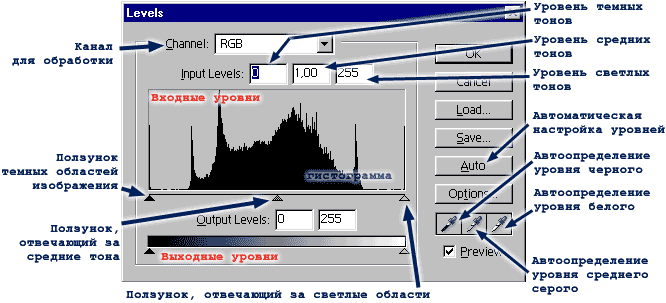 Levels
Уровень темных
тонов
Канал
для обработки
Channel: RGB
OK
Уровень средних
тонов
Input Levels: 0 1,00 255
Cancel
Уровень светлых
тонов
Входные уровни
Load...
Автоматическая
настройка уровней
Save...
Ползунок
темных областей
изображения
гистограмма
Auto
Автоопределение
уровня черного
Options...
Автоопределение
уровня белого
Output Levels: 0 255
Ползунок,
отвечающий за
средние тона
Выходные уровни
Preview
Автоопределение
уровня среднего
серого
Ползунок, отвечающий за светлые области